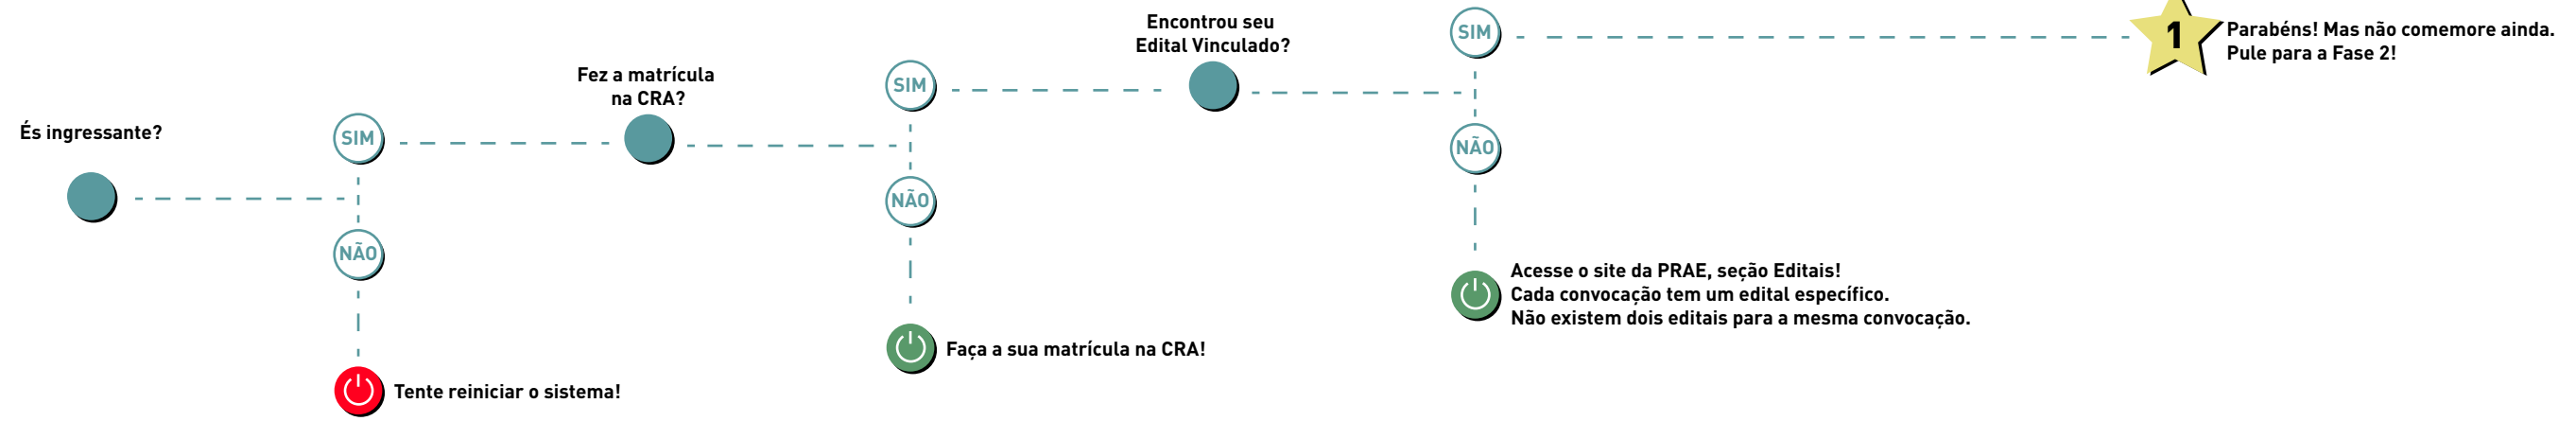 És ingressante?
SIM
NÃO
Tente reiniciar o sistema!
Fez a matrícula
na CRA?
SIM
NÃO
Faça a sua matrícula na CRA!
Encontrou seu
Edital Vinculado?
SIM
NÃO
Acesse o site da PRAE, seção Editais!
Cada convocação tem um edital específico.
Não existem dois editais para a mesma convocação.
1
Parabéns! Mas não comemore ainda.
Pule para a Fase 2!